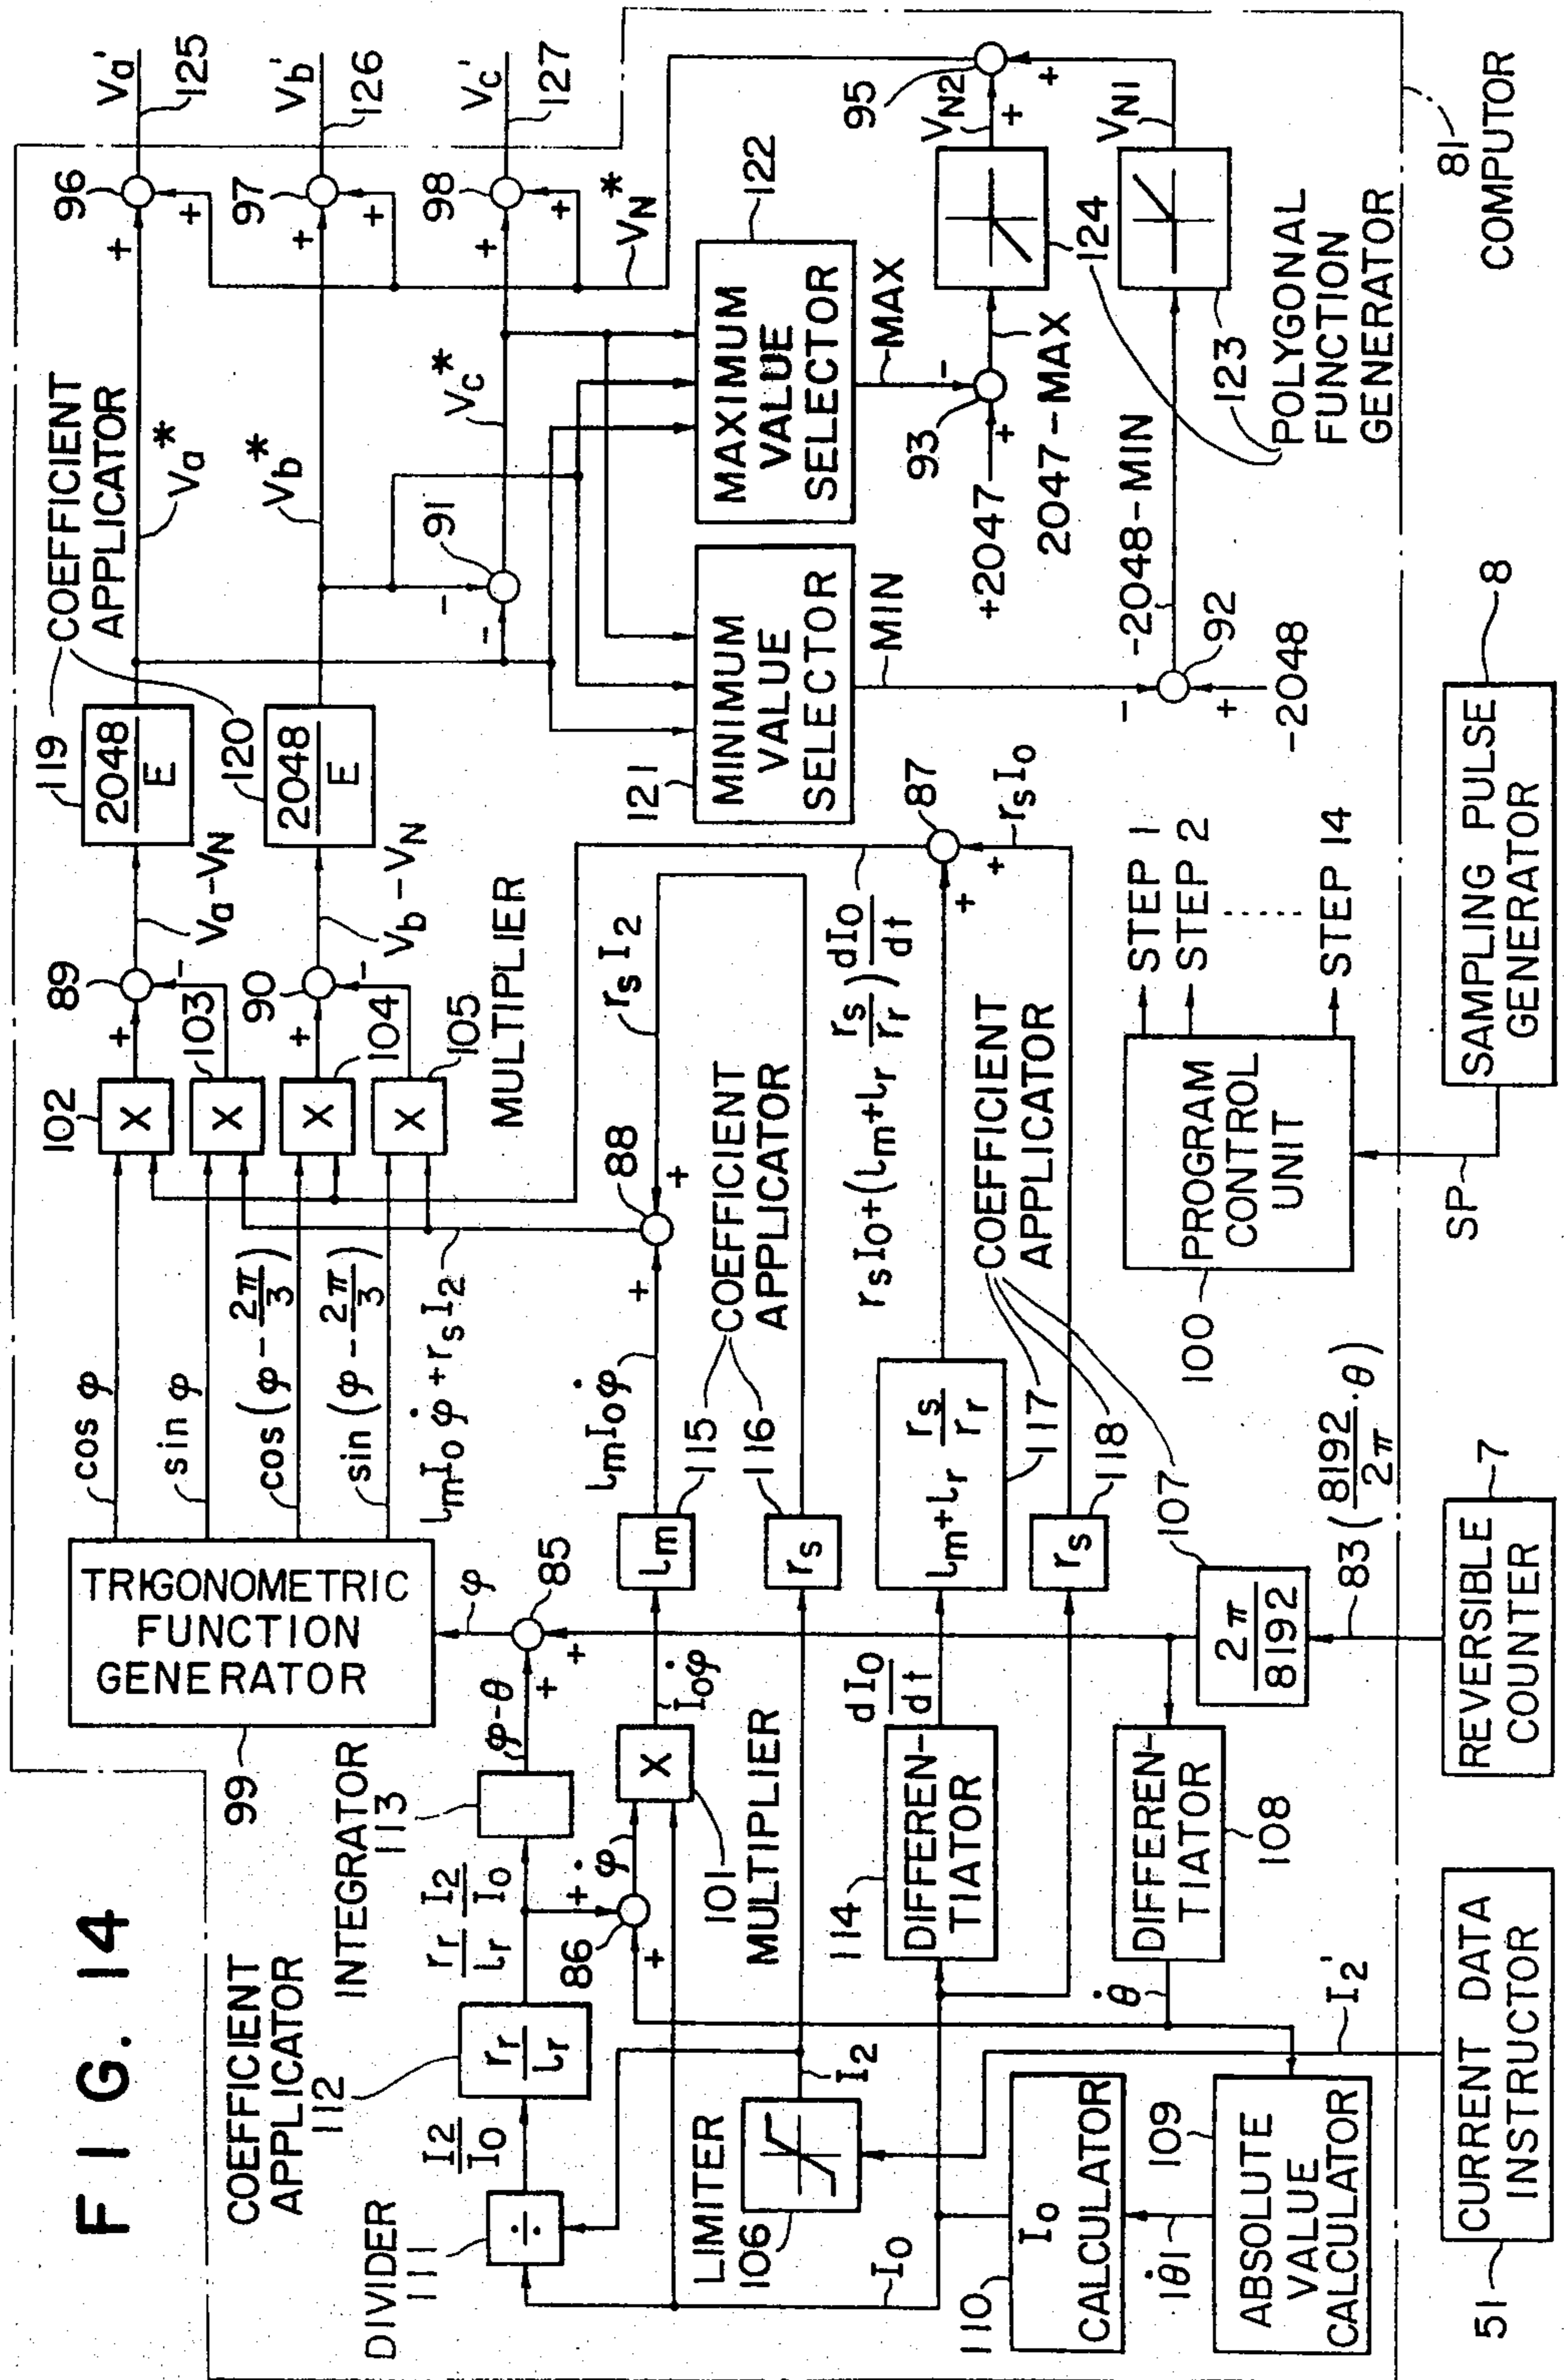 FIG. 14
COEFFICIENT
APPLICATOR
112
DIVIDER
111
÷
I2/I0
rr/lr
rr/lr I2/I0
INTEGRATOR
113
φ-θ
+
+
85
φ
99
TRIGONOMETRIC
FUNCTION
GENERATOR
cos φ
sin φ
cos(φ-2π/3)
sin(φ-2π/3)
lmI0φ̇+rsI2
102
X
103
X
X
104
X
105
MULTIPLIER
89
+
-
90
+
-
Va-VN
Vb-VN
119
2048/E
120
2048/E
119
COEFFICIENT
APPLICATOR
Va*
Vb*
91
-
-
Vc*
96
+
+
97
+
+
98
+
+
VN*
Va'
125
Vb'
126
Vc'
127
LIMITER
106
I2
86
+
+
φ̇
X
101
MULTIPLIER
I0φ̇
lm
115
COEFFICIENT
APPLICATOR
116
rs
lmI0φ̇
+
88
+
rsI2
I0
114
DIFFEREN-
TIATOR
dI0/dt
lm+lr rs/rr
117
rs
118
COEFFICIENT
APPLICATOR
107
rsI0+(lm+lr rs/rr)dI0/dt
87
+
+
rsI0
121
MINIMUM
VALUE
SELECTOR
MIN
MAXIMUM
VALUE
SELECTOR
122
MAX
93
-
+
+2047
2047-MAX
-2048-MIN
-
+
92
-2048
124
123
POLYGONAL
FUNCTION
GENERATOR
VN2
VN1
95
+
+
110
I0
CALCULATOR
|θ̇|
109
ABSOLUTE
VALUE
CALCULATOR
θ̇
DIFFEREN-
TIATOR
108
2π/8192
83(8192/2π·θ)
100
PROGRAM
CONTROL
UNIT
STEP 1
STEP 2
STEP 14
SP
I2'
51
CURRENT DATA
INSTRUCTOR
REVERSIBLE
COUNTER
7
SAMPLING PULSE
GENERATOR
8
81
COMPUTOR